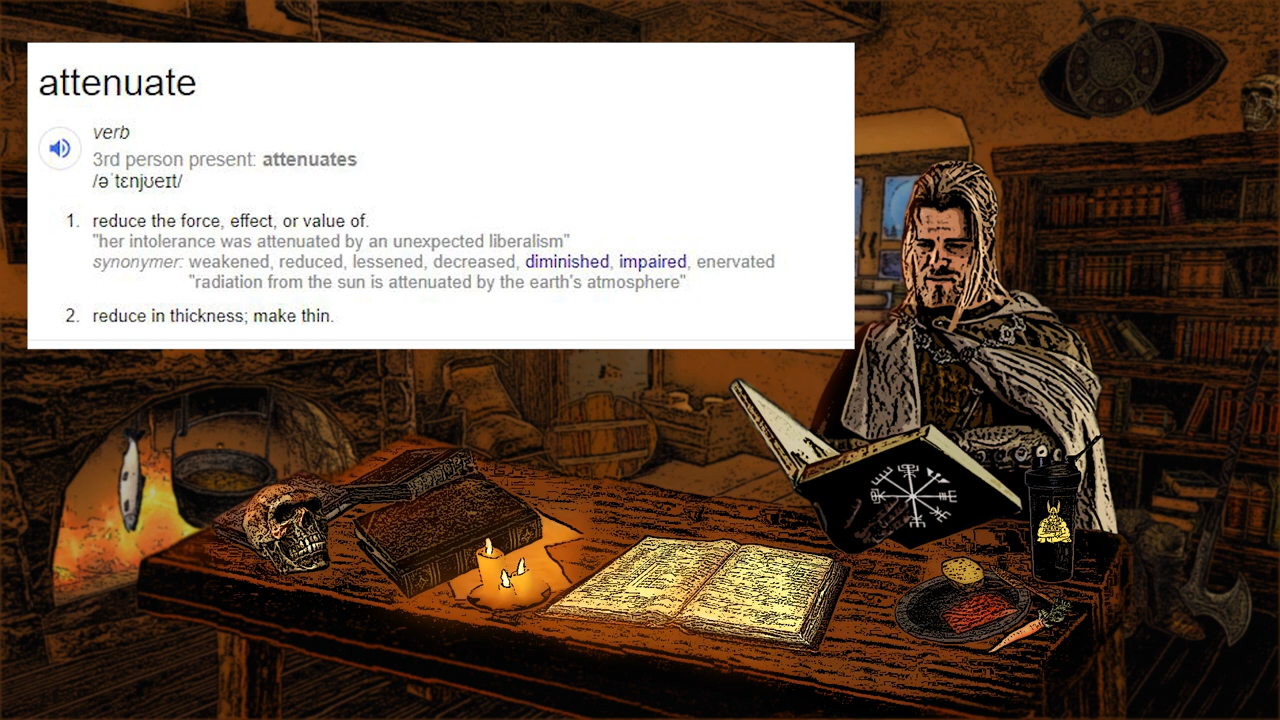 attenuate
verb
3rd person present: attenuates
/əˈtɛnjʊeɪt/
1. reduce the force, effect, or value of.
"her intolerance was attenuated by an unexpected liberalism"
synonymer: weakened, reduced, lessened, decreased, diminished, impaired, enervated
"radiation from the sun is attenuated by the earth's atmosphere"
2. reduce in thickness; make thin.